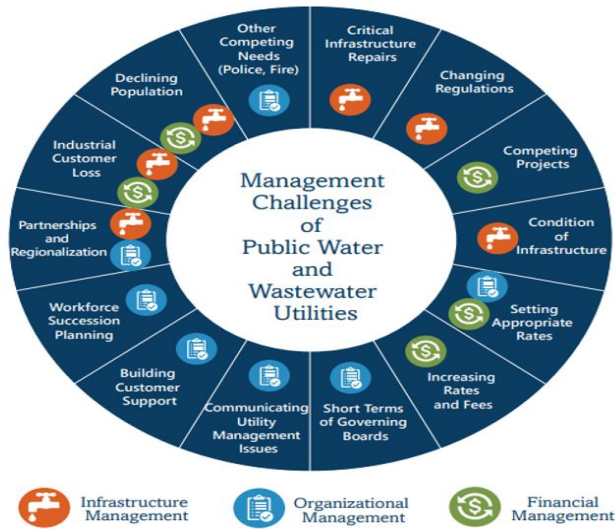 Management
Challenges
of
Public Water
and
Wastewater
Utilities
Other
Competing
Needs
(Police, Fire)
Critical
Infrastructure
Repairs
Changing
Regulations
Competing
Projects
Condition
of
Infrastructure
Setting
Appropriate
Rates
Increasing
Rates
and Fees
Short Terms
of Governing
Boards
Communicating
Utility
Management
Issues
Building
Customer
Support
Workforce
Succession
Planning
Partnerships
and
Regionalization
Industrial
Customer
Loss
Declining
Population
Infrastructure
Management
Organizational
Management
Financial
Management